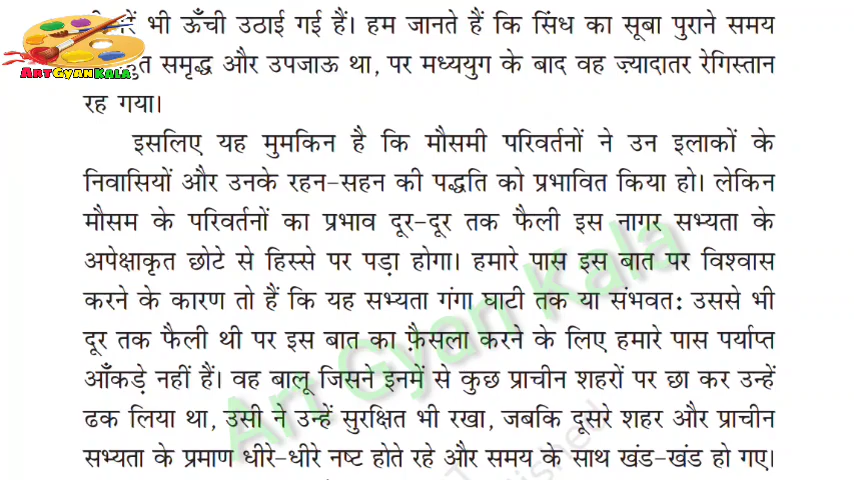 भी ऊँची उठाई गई हैं। हम जानते हैं कि सिंध का सूबा पुराने समय
समृद्ध और उपजाऊ था, पर मध्ययुग के बाद वह ज़्यादातर रेगिस्तान
रह गया।
इसलिए यह मुमकिन है कि मौसमी परिवर्तनों ने उन इलाकों के
निवासियों और उनके रहन-सहन की पद्धति को प्रभावित किया हो। लेकिन
मौसम के परिवर्तनों का प्रभाव दूर-दूर तक फैली इस नागर सभ्यता के
अपेक्षाकृत छोटे से हिस्से पर पड़ा होगा। हमारे पास इस बात पर विश्वास
करने के कारण तो हैं कि यह सभ्यता गंगा घाटी तक या संभवत: उससे भी
दूर तक फैली थी पर इस बात का फ़ैसला करने के लिए हमारे पास पर्याप्त
आँकड़े नहीं हैं। वह बालू जिसने इनमें से कुछ प्राचीन शहरों पर छा कर उन्हें
ढक लिया था, उसी ने उन्हें सुरक्षित भी रखा, जबकि दूसरे शहर और प्राचीन
सभ्यता के प्रमाण धीरे-धीरे नष्ट होते रहे और समय के साथ खंड-खंड हो गए।
ArtGyanKala
Art Gyan Kala